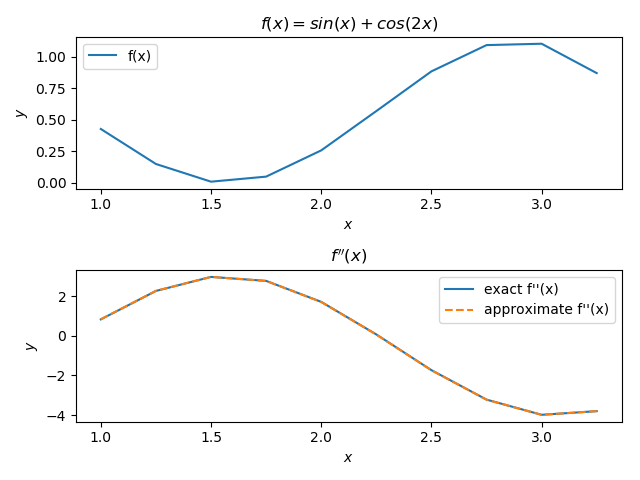 f(x) = sin(x) + cos(2x)
f(x)
1.00
0.75
0.50
0.25
0.00
y
1.0 1.5 2.0 2.5 3.0
x
f''(x)
exact f''(x)
approximate f''(x)
2
0
−2
−4
y
1.0 1.5 2.0 2.5 3.0
x